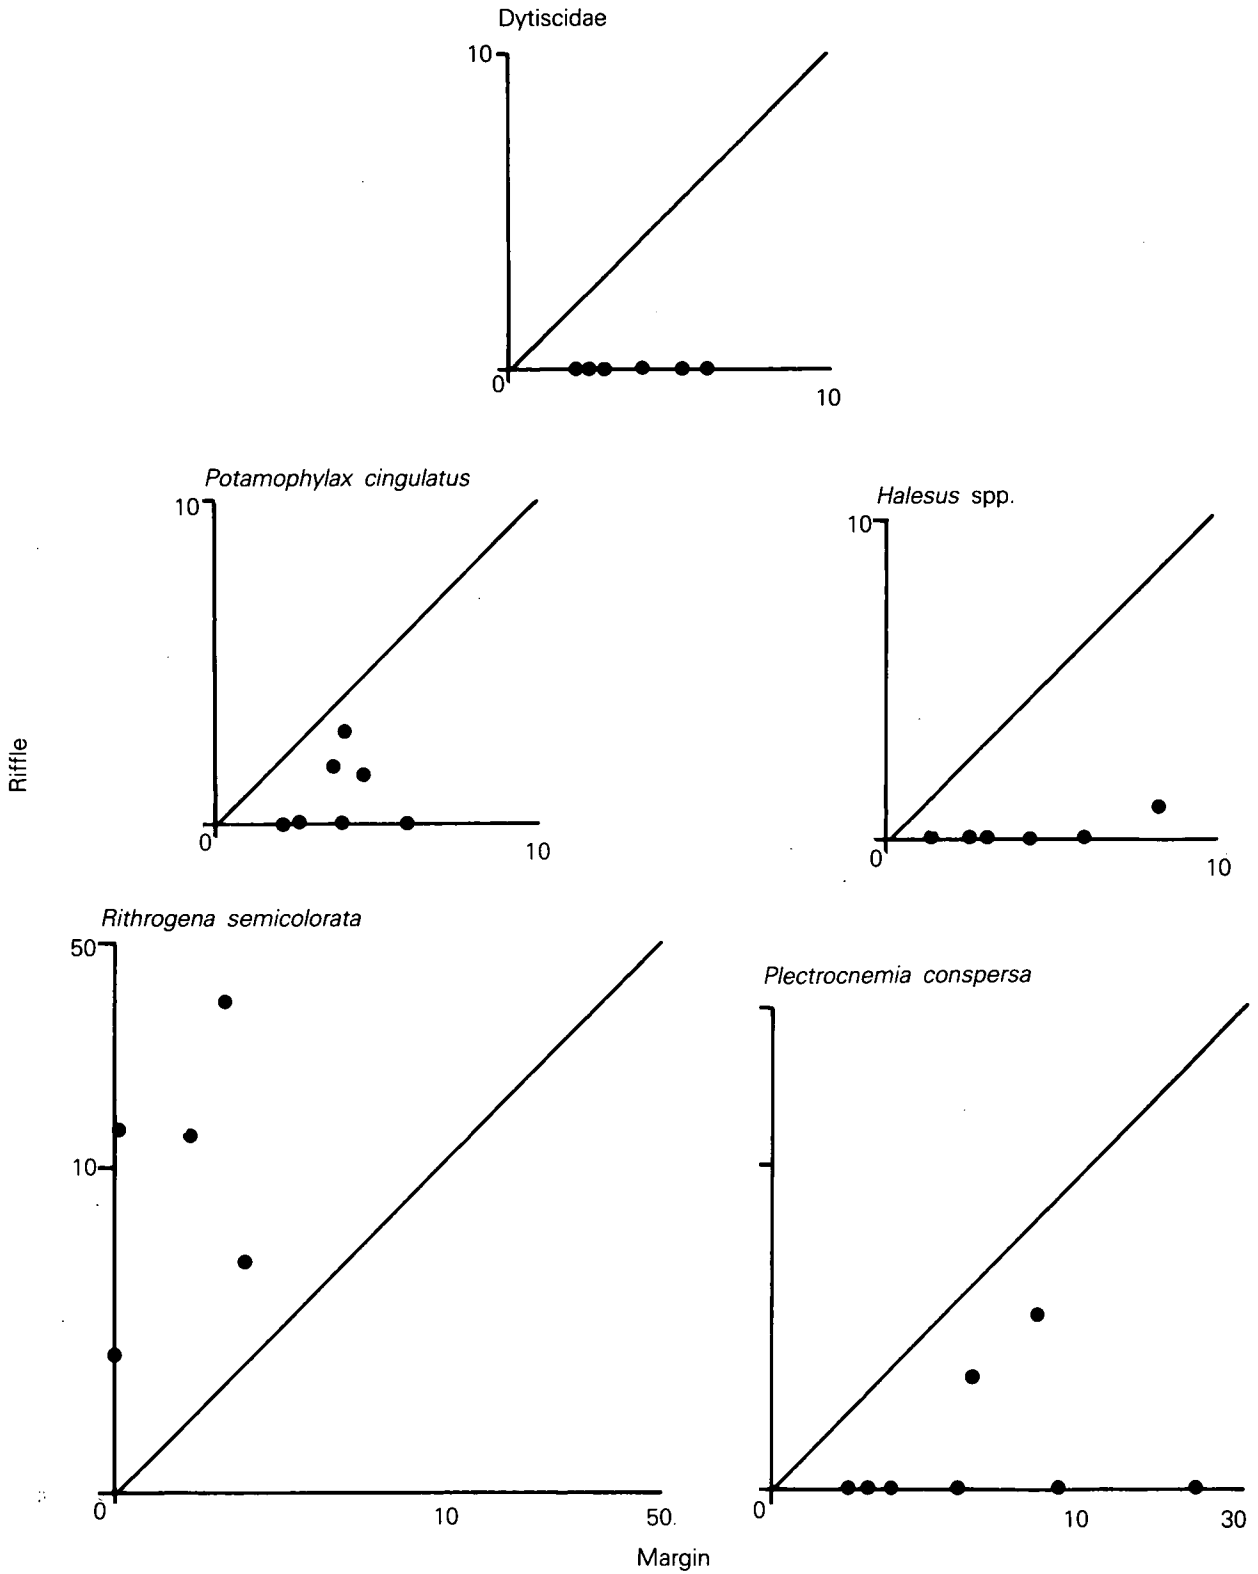 Dytiscidae
10
0
10
Potamophylax cingulatus
10
0
10
Halesus spp.
10
0
10
Riffle
Rithrogena semicolorata
50
10
0
10
50.
Plectrocnemia conspersa
0
10
30
Margin